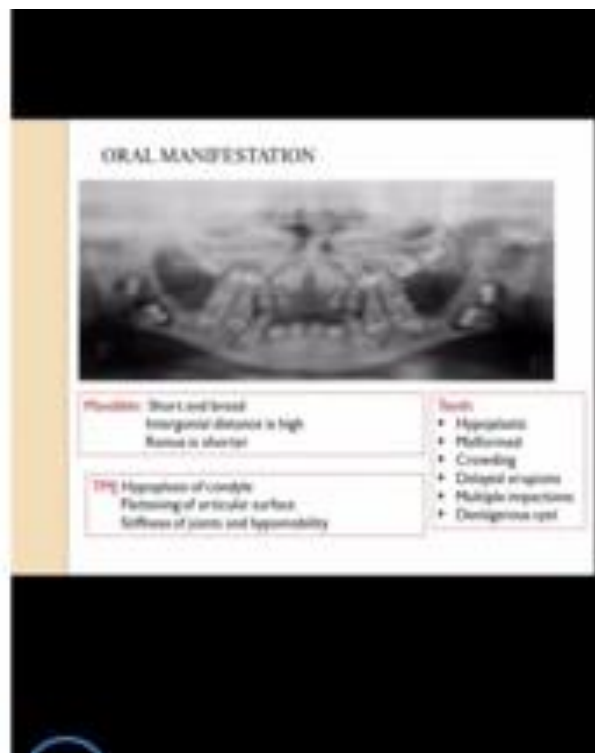 ORAL MANIFESTATION
Mandible: Short and broad
Intergonial distance is high
Ramus is shorter
TMJ: Hypoplasia of condyle
Flattening of articular surface
Stiffness of joints and hypomobility
Teeth
• Hypoplastic
• Malformed
• Crowding
• Delayed eruptions
• Multiple impactions
• Dentigerous cyst